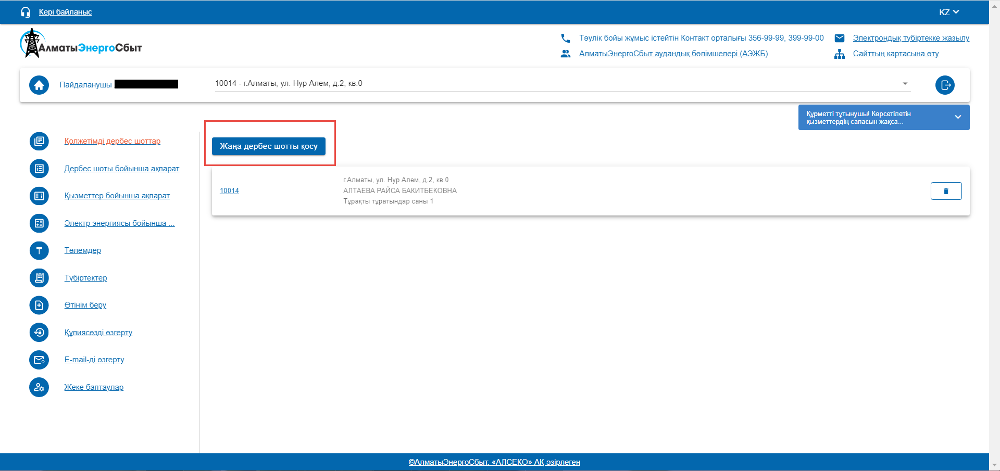 Кері байланыс
KZ
АлматыЭнергоСбыт
Тәулік бойы жұмыс істейтін Контакт орталығы 356-99-99, 399-99-00
Электрондық түбіртекке жазылу
АлматыЭнергоСбыт аудандық бөлімшелері (АЭЖБ)
Сайттың картасына өту
Пайдаланушы
10014 - г.Алматы, ул. Нур Алем, д.2, кв.0
Құрметті тұтынушы! Көрсетілетін
қызметтердің сапасын жақса...
Қолжетімді дербес шоттар
Дербес шоты бойынша ақпарат
Қызметтер бойынша ақпарат
Электр энергиясы бойынша ...
Төлемдер
Түбіртектер
Өтінім беру
Құпиясөзді өзгерту
E-mail-ді өзгерту
Жеке баптаулар
Жаңа дербес шотты қосу
10014
г.Алматы, ул. Нур Алем, д.2, кв.0
АЛТАЕВА РАЙСА БАКИТБЕКОВНА
Тұрақты тұратындар саны 1
©АлматыЭнергоСбыт. «АЛСЕКО» АҚ әзірлеген